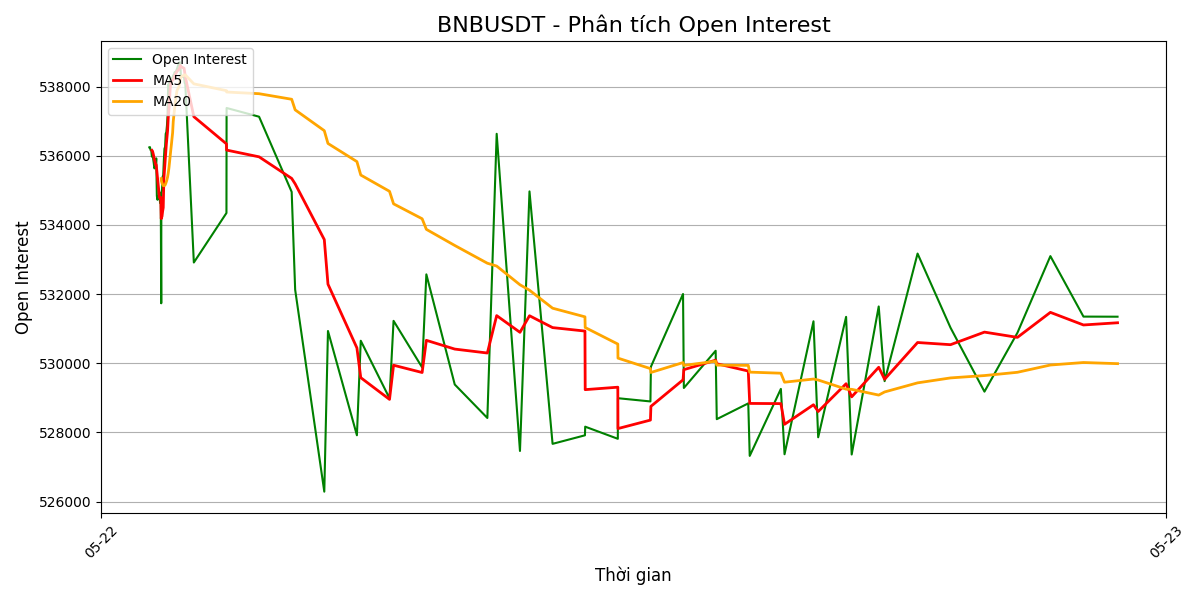 BNBUSDT - Phân tích Open Interest
Open Interest
MA5
MA20
538000
536000
534000
532000
530000
528000
526000
Open Interest
05-22
05-23
Thời gian